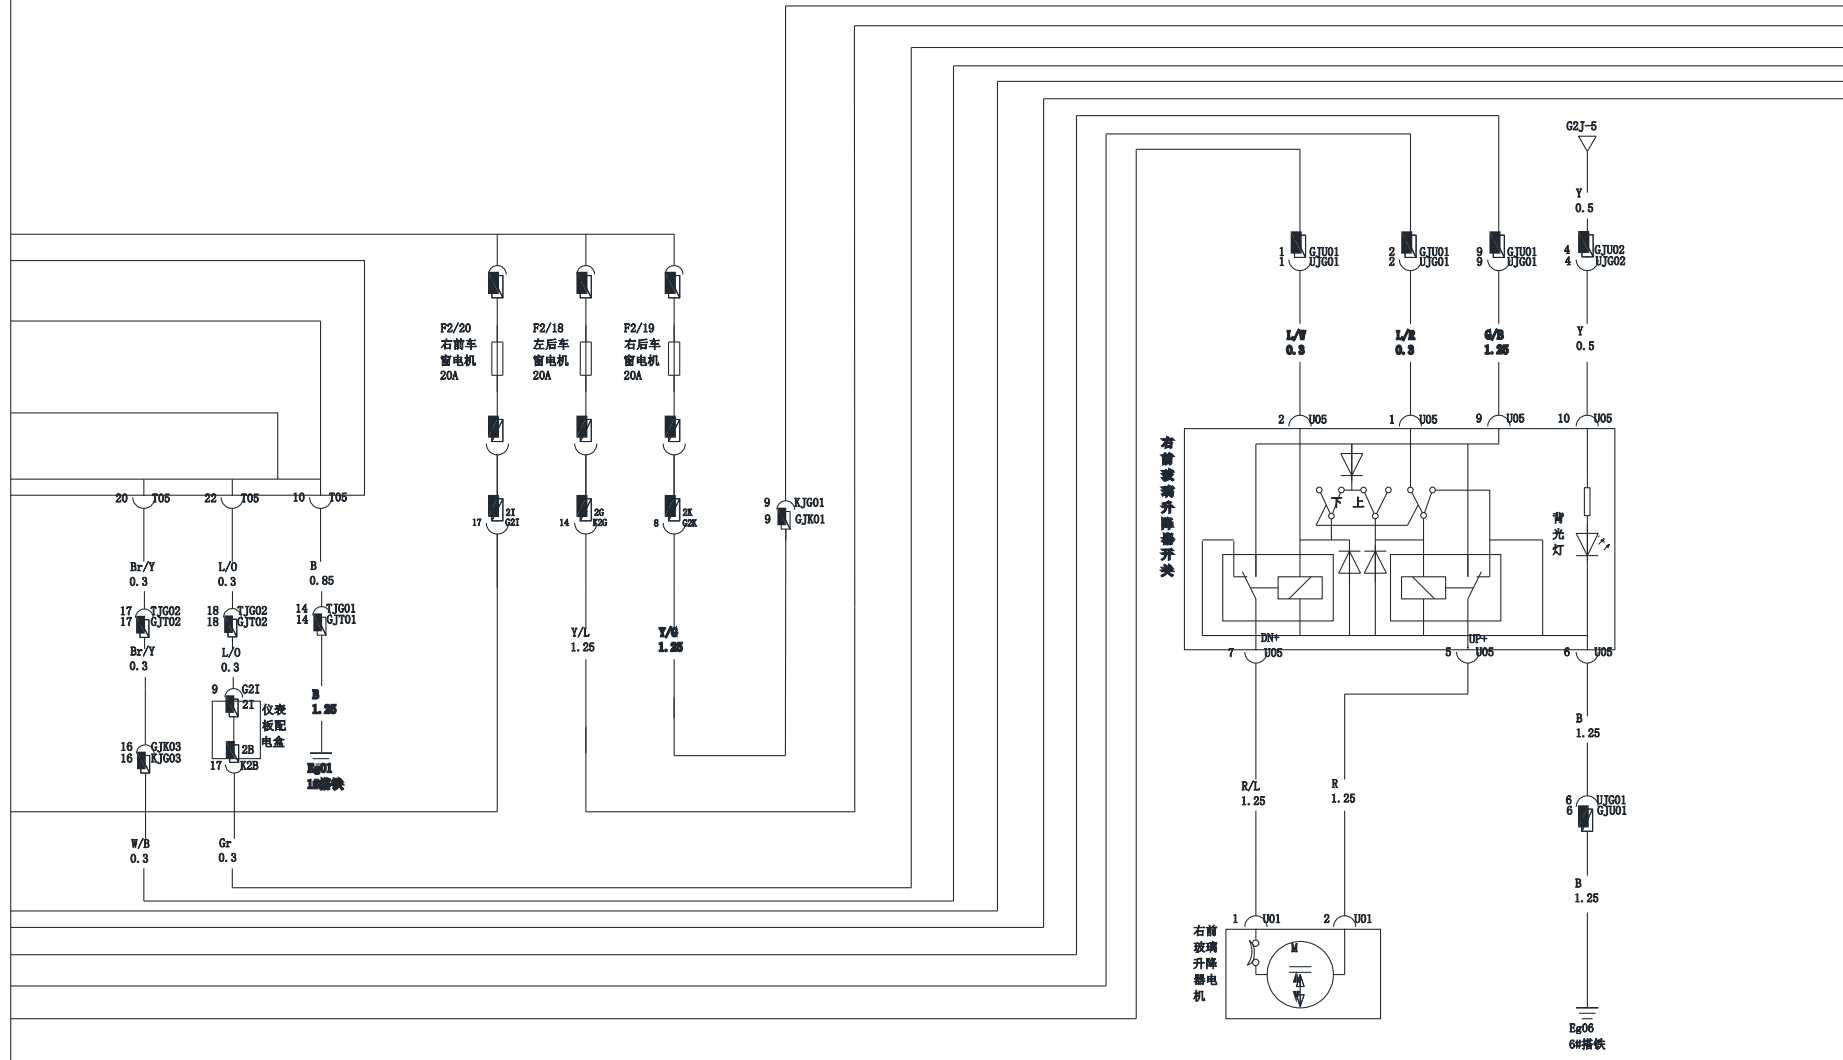 G2J-5
Y
0.5
1 GJU01
1 UJG01
2 GJU01
2 UJG01
9 GJU01
9 UJG01
4 GJU02
4 UJG02
F2/20
右前车
窗电机
20A
F2/18
左后车
窗电机
20A
F2/19
右后车
窗电机
20A
L/W
0.3
L/R
0.3
G/B
1.25
Y
0.5
2 U05
1 U05
9 U05
10 U05
右前玻璃升降器开关
下 上
背光灯
20 T05
22 T05
10 T05
2I
17 G2I
2G
14 K2G
2K
8 G2K
9 KJG01
9 GJK01
Br/Y
0.3
L/O
0.3
B
0.85
17 TJG02
17 GJT02
18 TJG02
18 GJT02
14 TJG01
14 GJT01
Br/Y
0.3
L/O
0.3
Y/L
1.25
Y/G
1.25
DN+
UP+
7 U05
5 U05
6 U05
9 G2I
2I
仪表
板配
电盒
2B
17 K2B
B
1.25
Eg01
1#搭铁
16 GJK03
16 KJG03
B
1.25
R/L
1.25
R
1.25
6 UJG01
6 GJU01
W/B
0.3
Gr
0.3
B
1.25
1 U01
2 U01
右前
玻璃
升降
器电
机
M
Eg06
6#搭铁